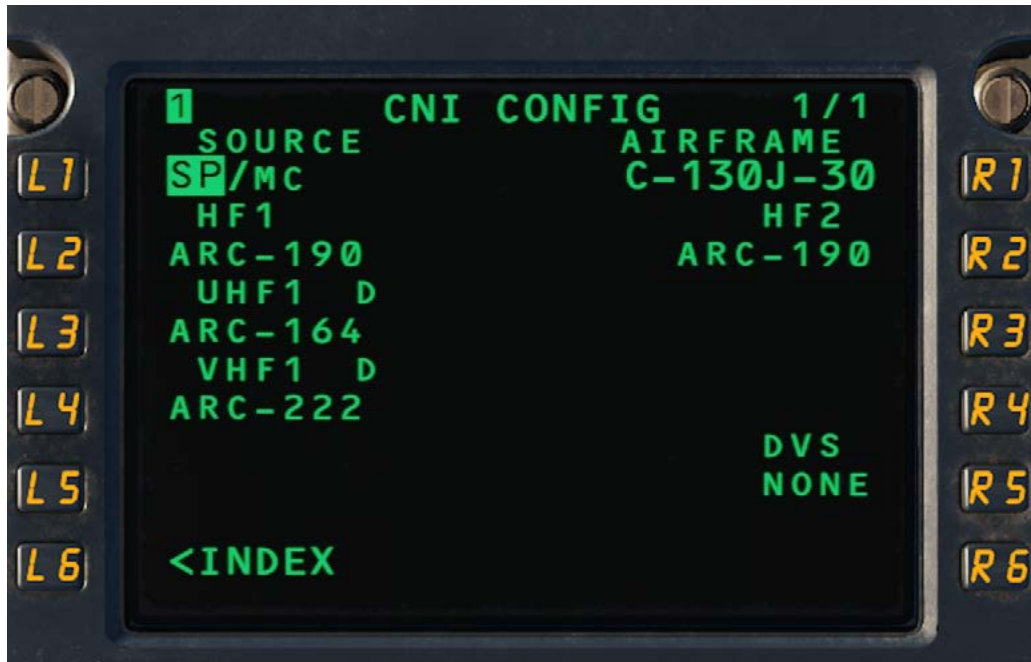 1 CNI CONFIG 1/1
SOURCE AIRFRAME
L1 SP/MC C-130J-30 R1
HF1 HF2
L2 ARC-190 ARC-190 R2
UHF1 D
L3 ARC-164 R3
VHF1 D
L4 ARC-222 R4
DVS
L5 NONE R5
L6 <INDEX R6